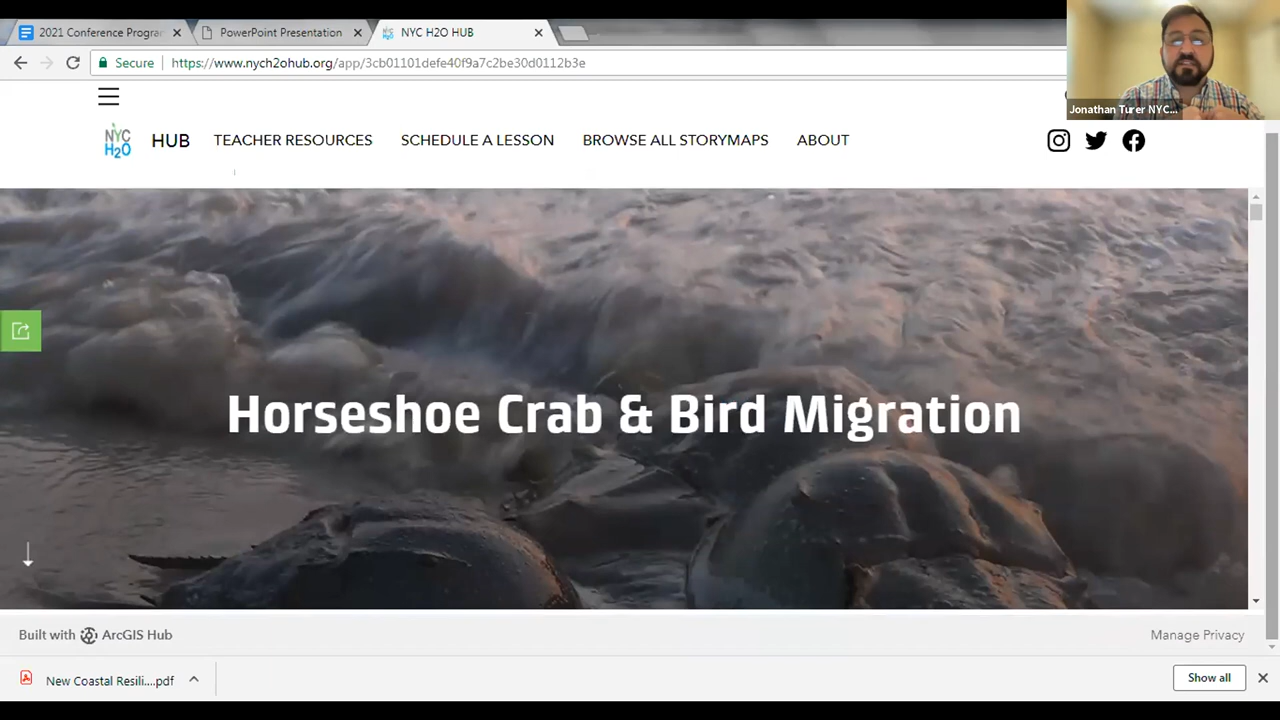 2021 Conference Progra
PowerPoint Presentation
NYC H2O HUB
Secure
https://www.nych2ohub.org/app/3cb01101defe40f9a7c2be30d0112b3e
Jonathan Turer NYC...
NYC
H2O
HUB
TEACHER RESOURCES
SCHEDULE A LESSON
BROWSE ALL STORYMAPS
ABOUT
Horseshoe Crab & Bird Migration
Built with ArcGIS Hub
Manage Privacy
New Coastal Resili....pdf
Show all